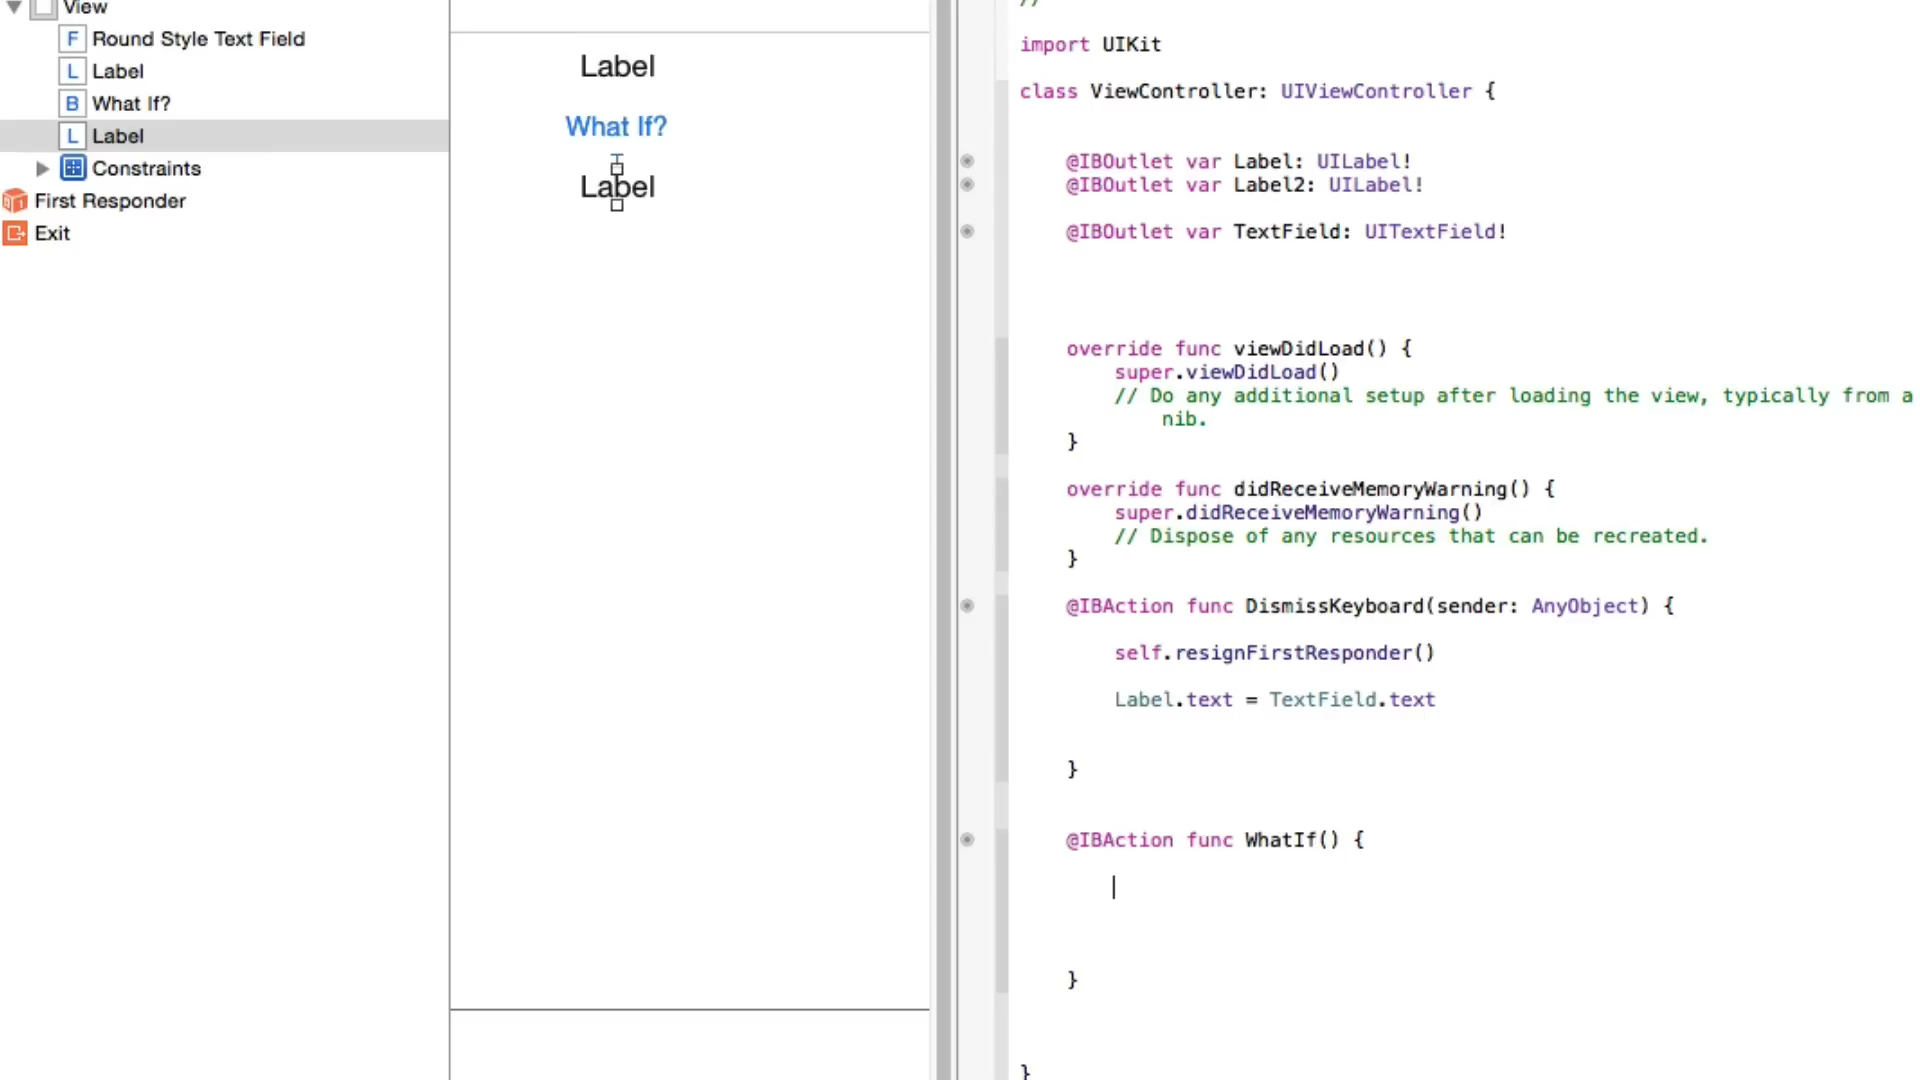 View
F Round Style Text Field
L Label
B What If?
L Label
Constraints
First Responder
Exit
Label
What If?
Label
//
import UIKit
class ViewController: UIViewController {
@IBOutlet var Label: UILabel!
@IBOutlet var Label2: UILabel!
@IBOutlet var TextField: UITextField!
override func viewDidLoad() {
super.viewDidLoad()
// Do any additional setup after loading the view, typically from a
nib.
}
override func didReceiveMemoryWarning() {
super.didReceiveMemoryWarning()
// Dispose of any resources that can be recreated.
}
@IBAction func DismissKeyboard(sender: AnyObject) {
self.resignFirstResponder()
Label.text = TextField.text
}
@IBAction func WhatIf() {
}
}